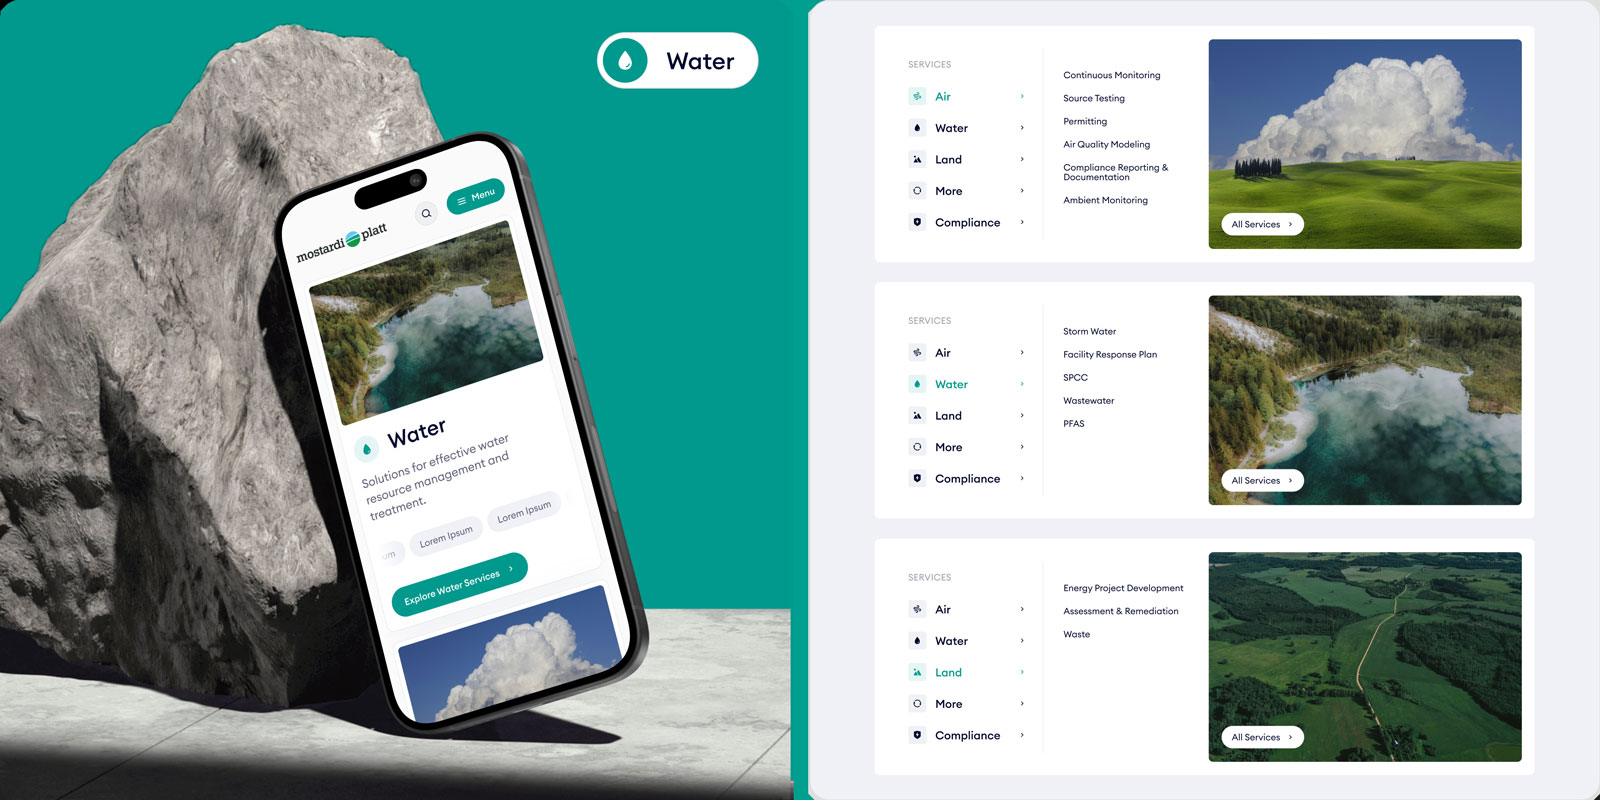 Water
Menu
mostardi platt
Water
Solutions for effective water
resource management and
treatment.
um
Lorem Ipsum
Lorem Ipsum
Explore Water Services
SERVICES
Air
Water
Land
More
Compliance
Continuous Monitoring
Source Testing
Permitting
Air Quality Modeling
Compliance Reporting &
Documentation
Ambient Monitoring
All Services
SERVICES
Air
Water
Land
More
Compliance
Storm Water
Facility Response Plan
SPCC
Wastewater
PFAS
All Services
SERVICES
Air
Water
Land
More
Compliance
Energy Project Development
Assessment & Remediation
Waste
All Services